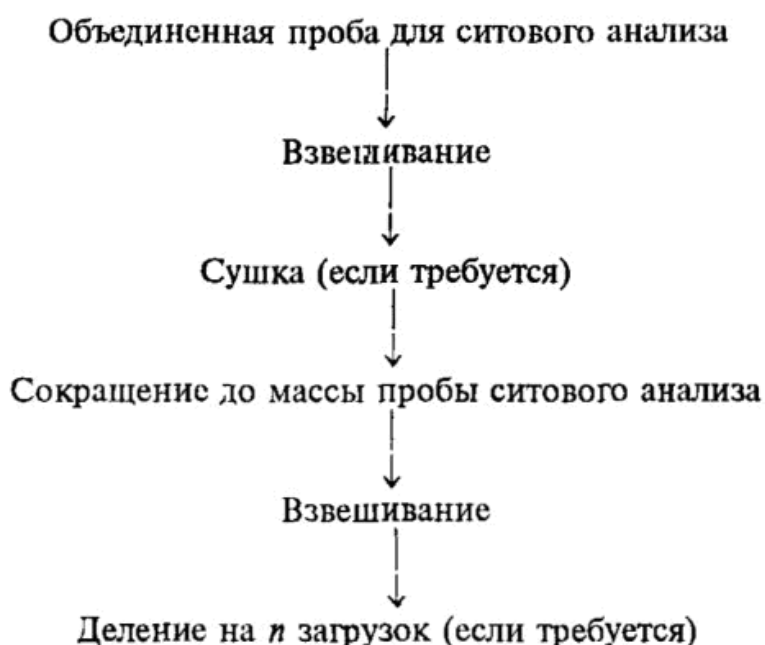 Объединенная проба для ситового анализа
Взвешивание
Сушка (если требуется)
Сокращение до массы пробы ситового анализа
Взвешивание
Деление на n загрузок (если требуется)